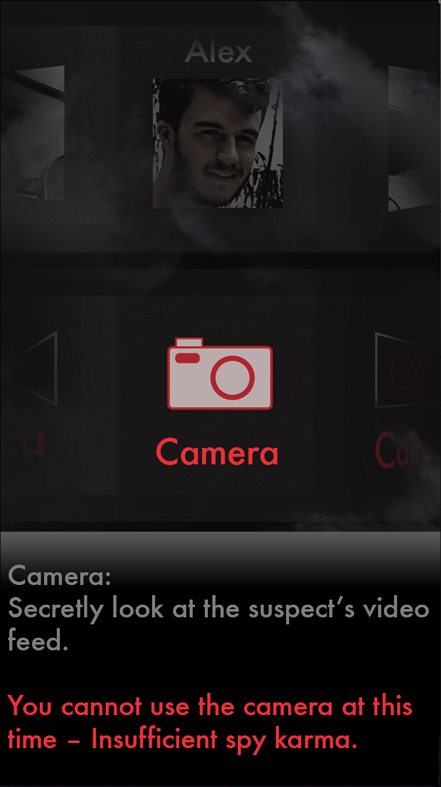 Alex
Camera
Camera:
Secretly look at the suspect’s video
feed.
You cannot use the camera at this
time – Insufficient spy karma.